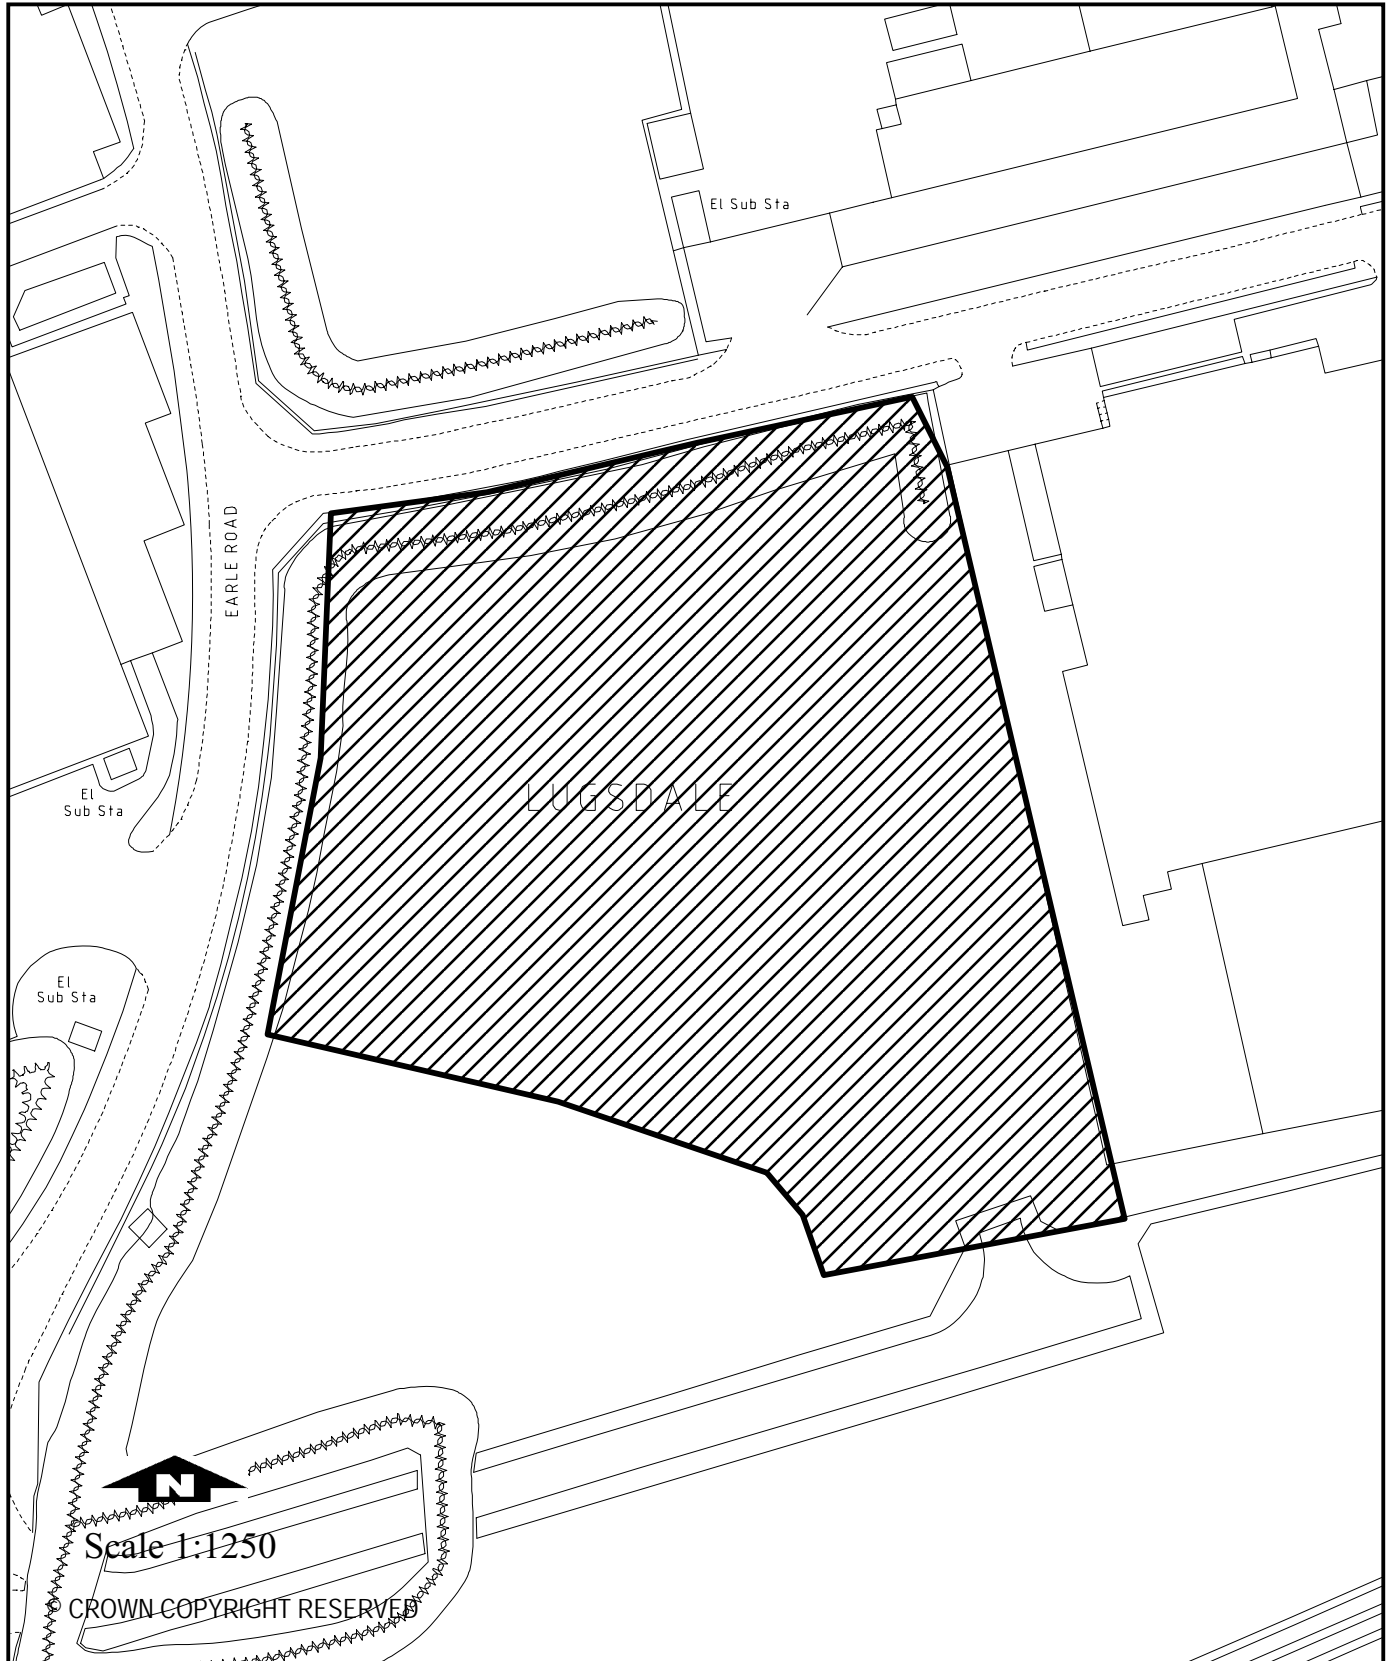 El Sub Sta
EARLE ROAD
LUGSDALE
El
Sub Sta
El
Sub Sta
N
Scale 1:1250
© CROWN COPYRIGHT RESERVED